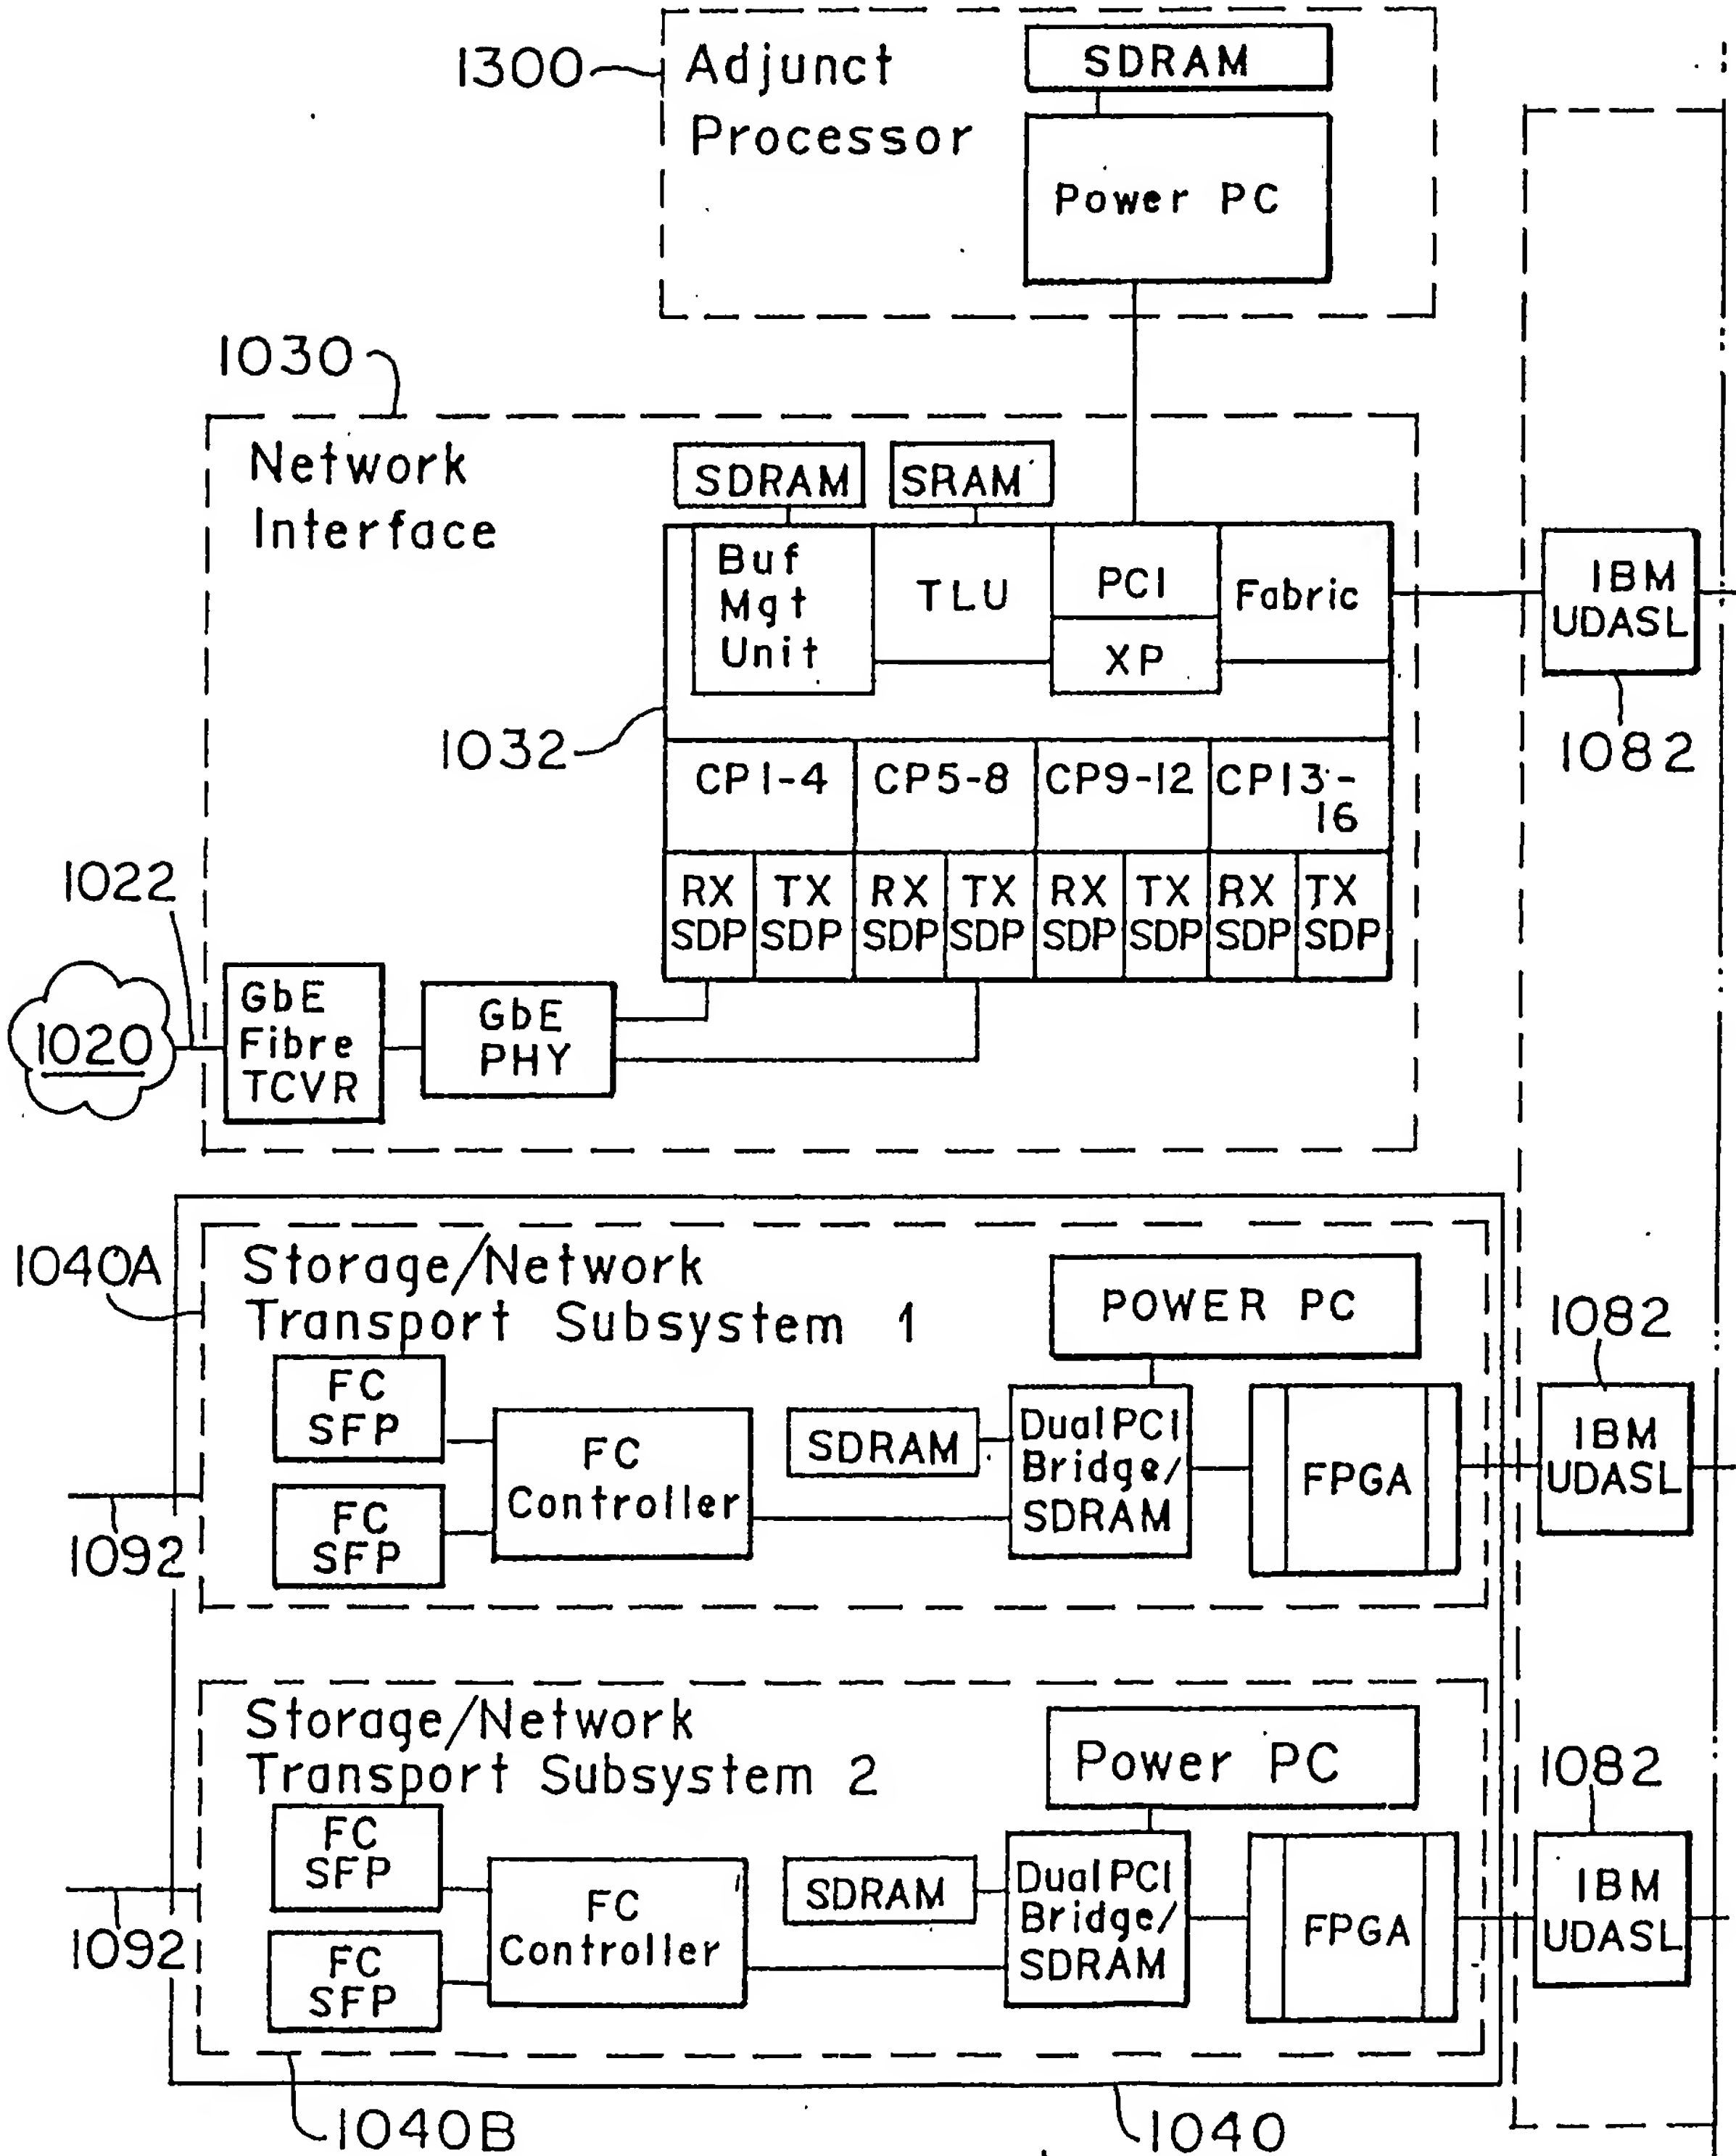 1300
Adjunct
Processor
SDRAM
Power PC
1030
Network
Interface
SDRAM
SRAM
Buf
Mgt
Unit
TLU
PCI
XP
Fabric
IBM
UDASL
1082
1032
CP1-4
CP5-8
CP9-12
CP13-
16
RX
SDP
TX
SDP
RX
SDP
TX
SDP
RX
SDP
TX
SDP
RX
SDP
TX
SDP
1022
1020
GbE
Fibre
TCVR
GbE
PHY
1040A
Storage/Network
Transport Subsystem 1
POWER PC
FC
SFP
FC
SFP
FC
Controller
SDRAM
Dual PCI
Bridge/
SDRAM
FPGA
1082
IBM
UDASL
1092
Storage/Network
Transport Subsystem 2
Power PC
FC
SFP
FC
SFP
FC
Controller
SDRAM
Dual PCI
Bridge/
SDRAM
FPGA
1082
IBM
UDASL
1092
1040B
1040